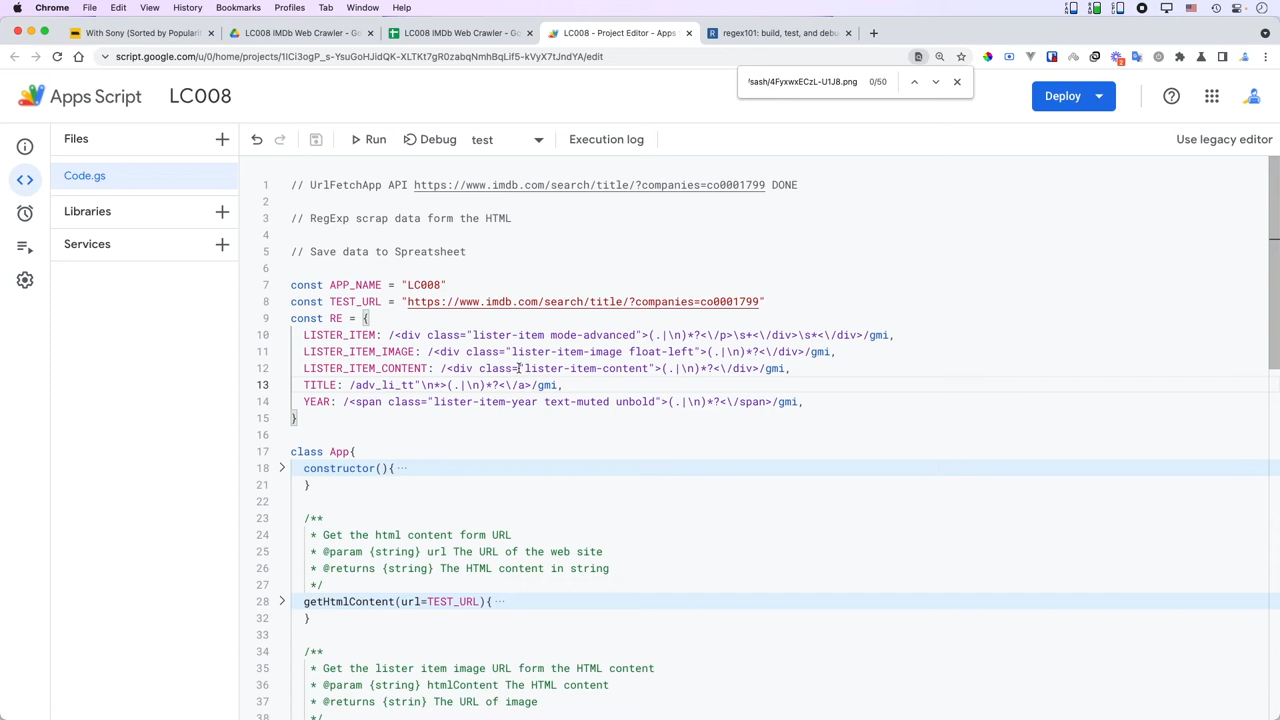 Chrome File Edit View History Bookmarks Profiles Tab Window Help
With Sony (Sorted by Populari
LC008 IMDb Web Crawler - Go
LC008 IMDb Web Crawler - Go
LC008 - Project Editor - Apps
regex101: build, test, and debu
script.google.com/u/0/home/projects/1ICi3ogP_s-YsuGoHJidQK-XLTKt7gR0zabqNmhBqLif5-kVyX7tJndYA/edit
0/50
Apps Script LC008
Deploy
Files
Run Debug test Execution log
Use legacy editor
Code.gs
Libraries
Services
1 // UrlFetchApp API https://www.imdb.com/search/title/?companies=co0001799 DONE
2
3 // RegExp scrap data form the HTML
4
5 // Save data to Spreatsheet
6
7 const APP_NAME = "LC008"
8 const TEST_URL = "https://www.imdb.com/search/title/?companies=co0001799"
9 const RE = {
10 LISTER_ITEM: /<div class="lister-item mode-advanced">(.|\n)*?<\/p>\s+<\/div>\s*<\/div>/gmi,
11 LISTER_ITEM_IMAGE: /<div class="lister-item-image float-left">(.|\n)*?<\/div>/gmi,
12 LISTER_ITEM_CONTENT: /<div class="lister-item-content">(.|\n)*?<\/div>/gmi,
13 TITLE: /adv_li_tt"\n*>(.|\n)*?<\/a>/gmi,
14 YEAR: /<span class="lister-item-year text-muted unbold">(.|\n)*?<\/span>/gmi,
15 }
16
17 class App{
18 constructor(){ ···
21 }
22
23 /**
24 * Get the html content form URL
25 * @param {string} url The URL of the web site
26 * @returns {string} The HTML content in string
27 */
28 getHtmlContent(url=TEST_URL){ ···
32 }
33
34 /**
35 * Get the lister item image URL form the HTML content
36 * @param {string} htmlContent The HTML content
37 * @returns {strin} The URL of image
38